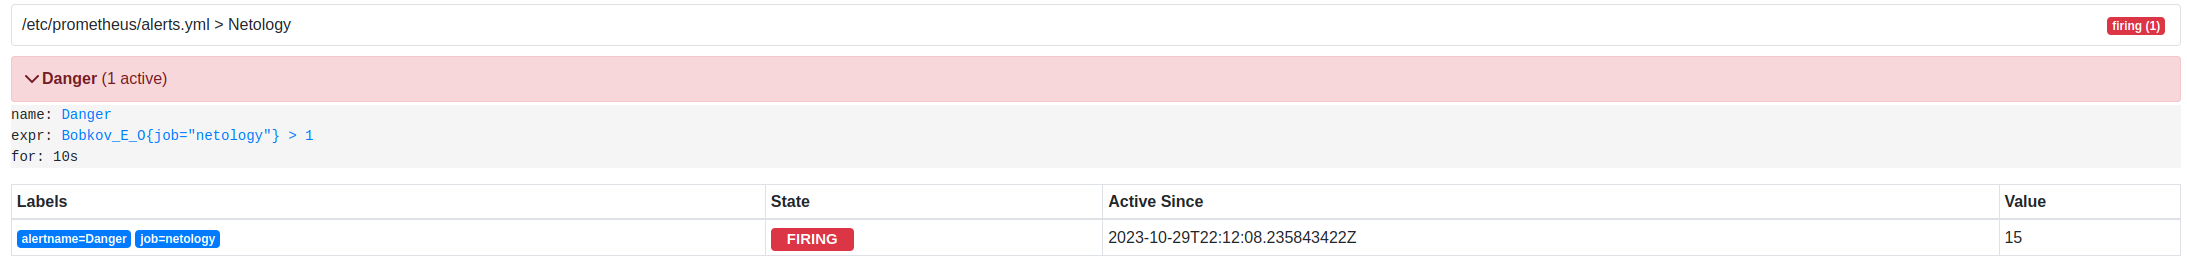 /etc/prometheus/alerts.yml > Netology firing (1)
Danger (1 active)
name: Danger
expr: Bobkov_E_O{job="netology"} > 1
for: 10s
Labels State Active Since Value
alertname=Danger job=netology FIRING 2023-10-29T22:12:08.235843422Z 15